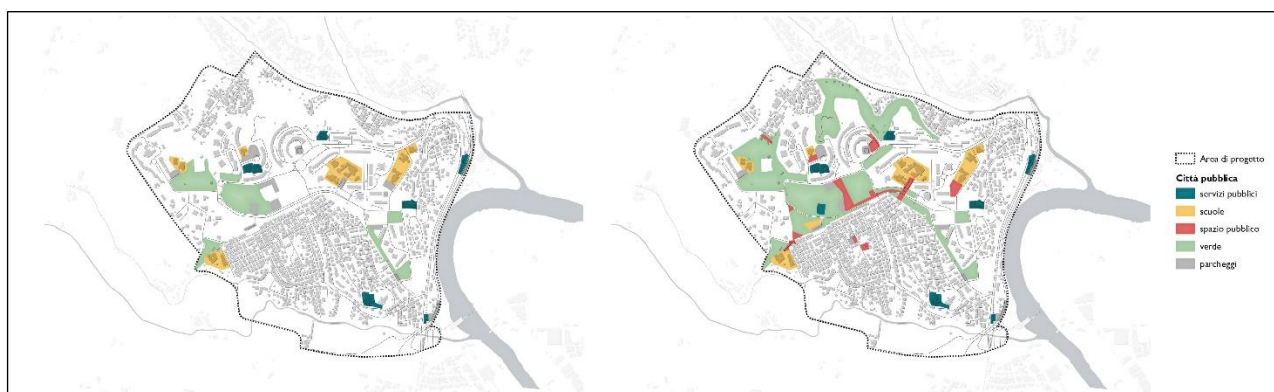 Area di progetto
Città pubblica
servizi pubblici
scuole
spazio pubblico
verde
parcheggi